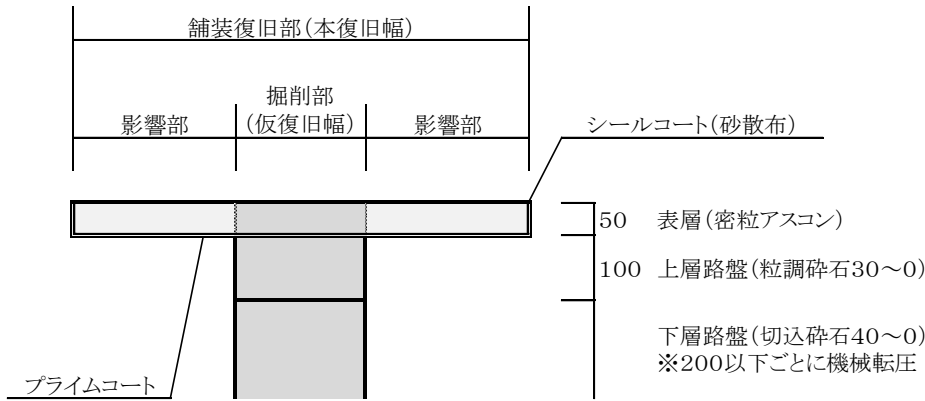 舗装復旧部(本復旧幅)
掘削部
影響部 (仮復旧幅) 影響部
シールコート(砂散布)
50 表層(密粒アスコン)
100 上層路盤(粒調砕石30～0)
下層路盤(切込砕石40～0)
※200以下ごとに機械転圧
プライムコート